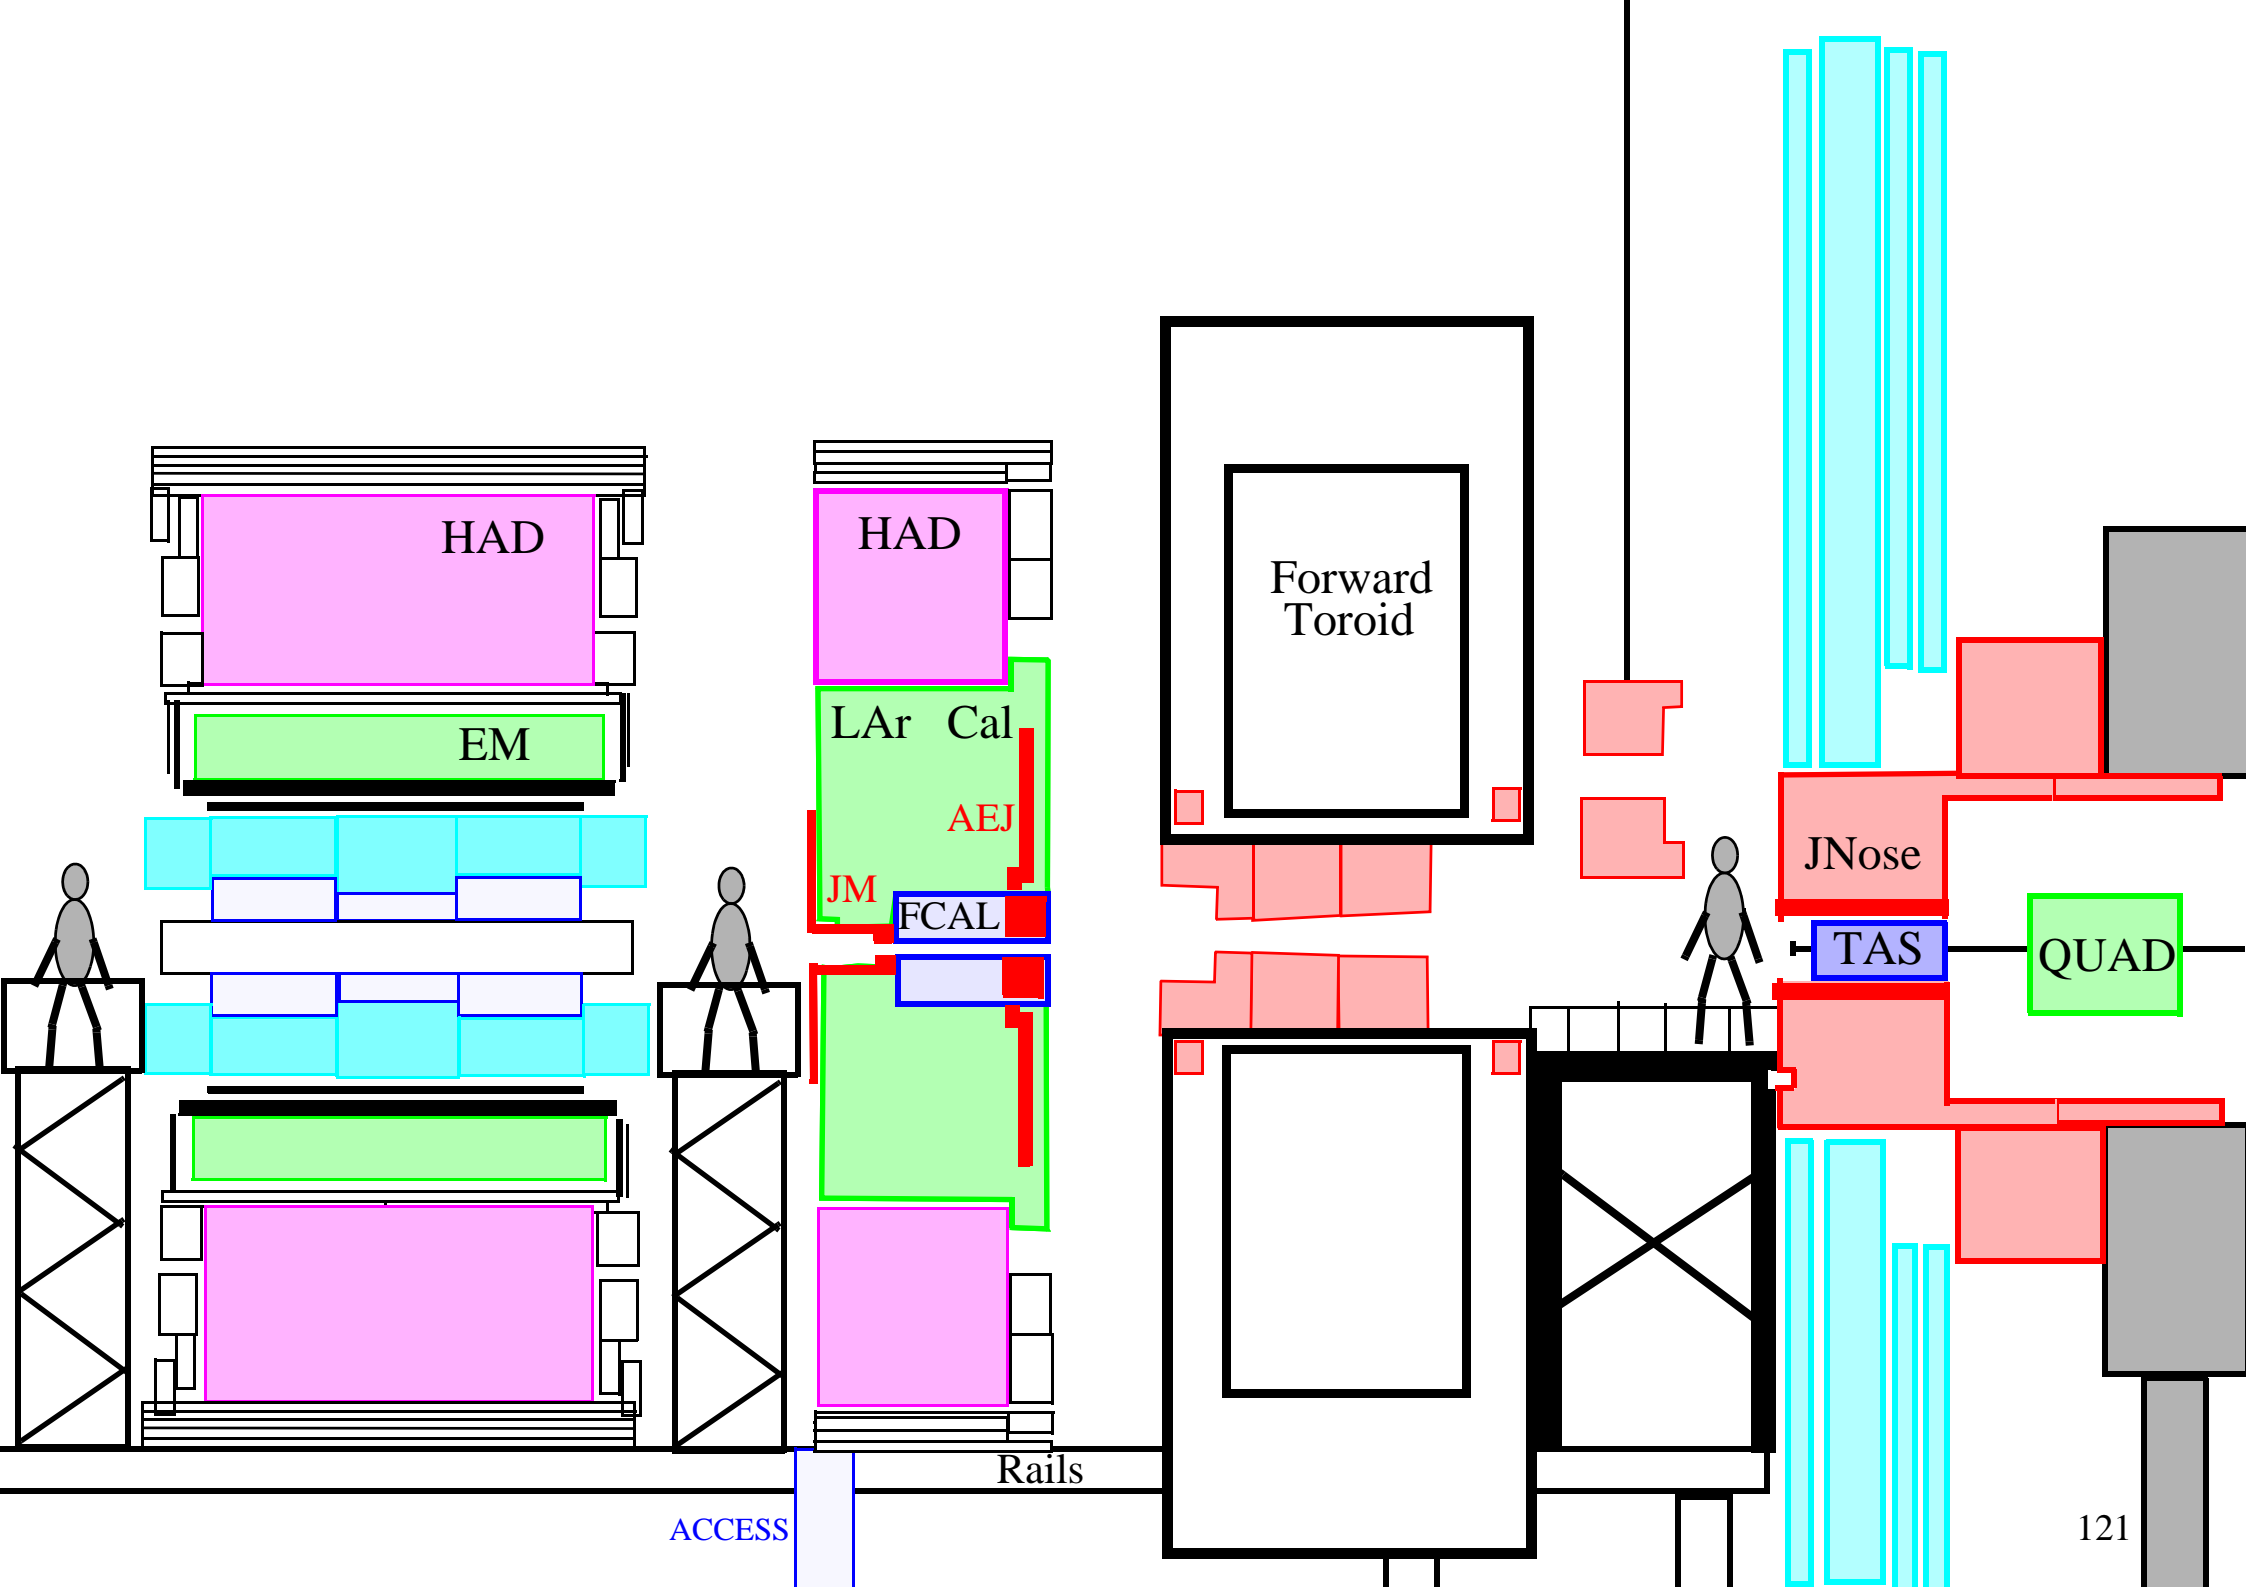 HAD
HAD
Forward
Toroid
LAr Cal
EM
AEJ
JM
FCAL
JNose
TAS
QUAD
Rails
ACCESS
121